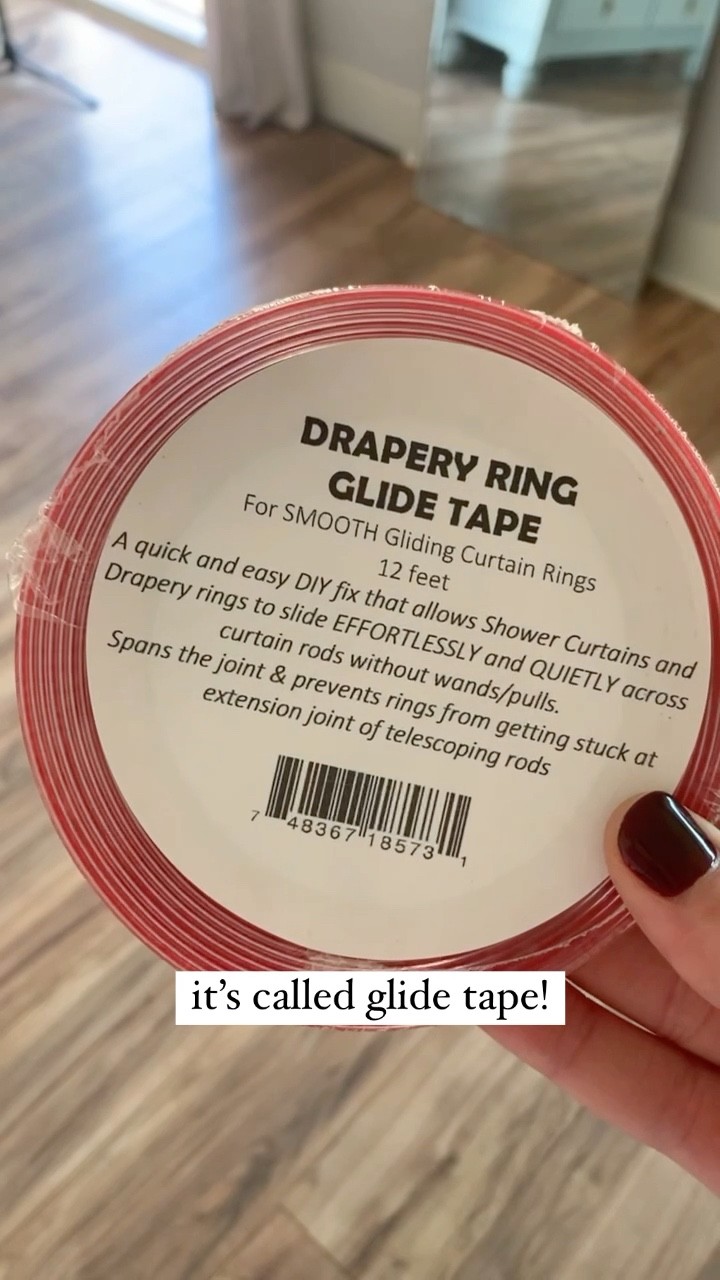 DRAPERY RING
GLIDE TAPE
For SMOOTH Gliding Curtain Rings
12 feet
A quick and easy DIY fix that allows Shower Curtains and
Drapery rings to slide EFFORTLESSLY and QUIETLY across
curtain rods without wands/pulls.
Spans the joint & prevents rings from getting stuck at
extension joint of telescoping rods
7 48367 18573 1
it's called glide tape!